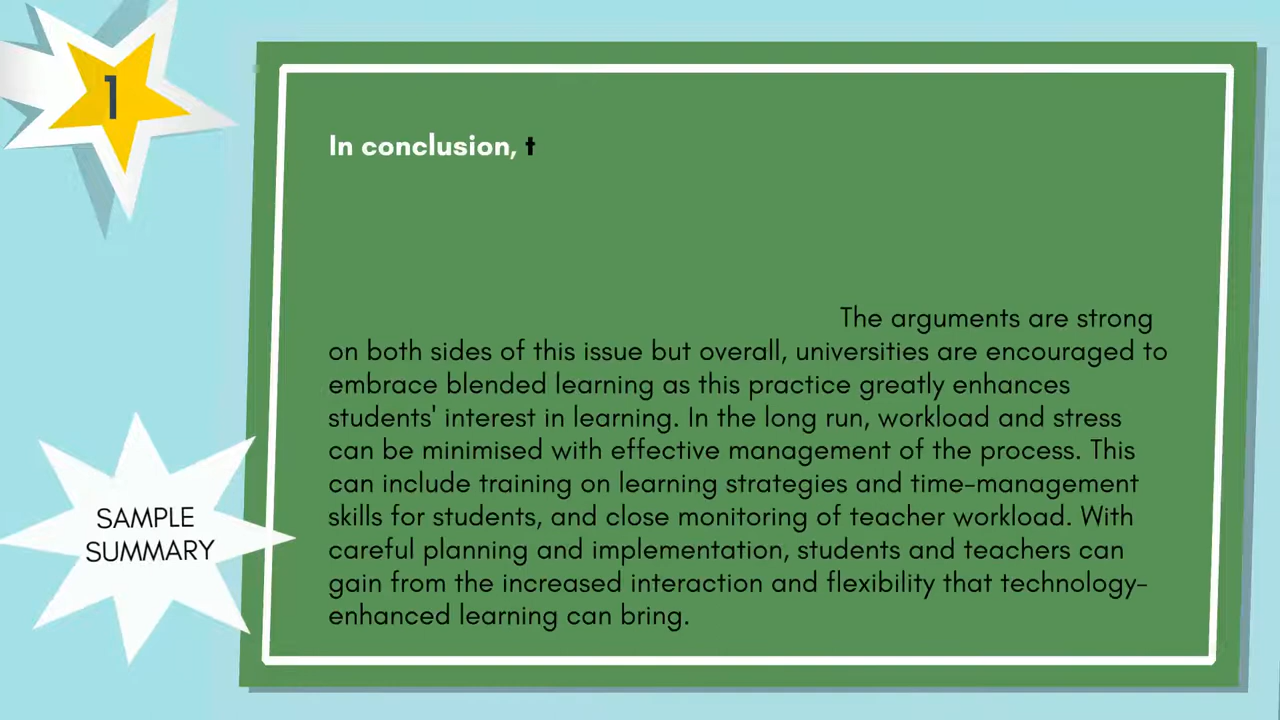 1
In conclusion, t
The arguments are strong
on both sides of this issue but overall, universities are encouraged to
embrace blended learning as this practice greatly enhances
students' interest in learning. In the long run, workload and stress
can be minimised with effective management of the process. This
can include training on learning strategies and time-management
skills for students, and close monitoring of teacher workload. With
careful planning and implementation, students and teachers can
gain from the increased interaction and flexibility that technology-
enhanced learning can bring.
SAMPLE
SUMMARY